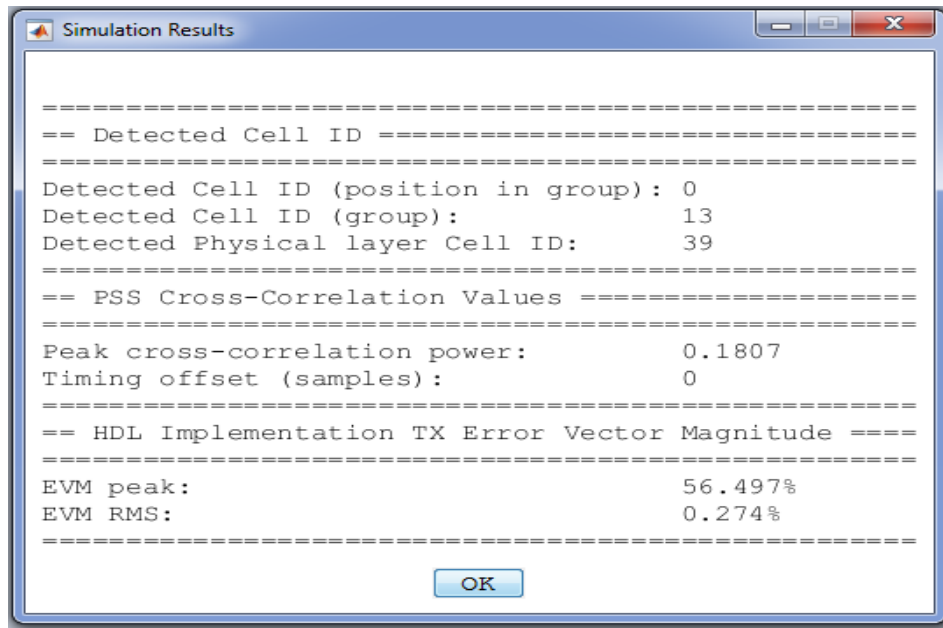 Simulation Results
====================================================
== Detected Cell ID ================================
====================================================
Detected Cell ID (position in group): 0
Detected Cell ID (group): 13
Detected Physical layer Cell ID: 39
====================================================
== PSS Cross-Correlation Values ====================
====================================================
Peak cross-correlation power: 0.1807
Timing offset (samples): 0
====================================================
== HDL Implementation TX Error Vector Magnitude ====
====================================================
EVM peak: 56.497%
EVM RMS: 0.274%
====================================================
OK